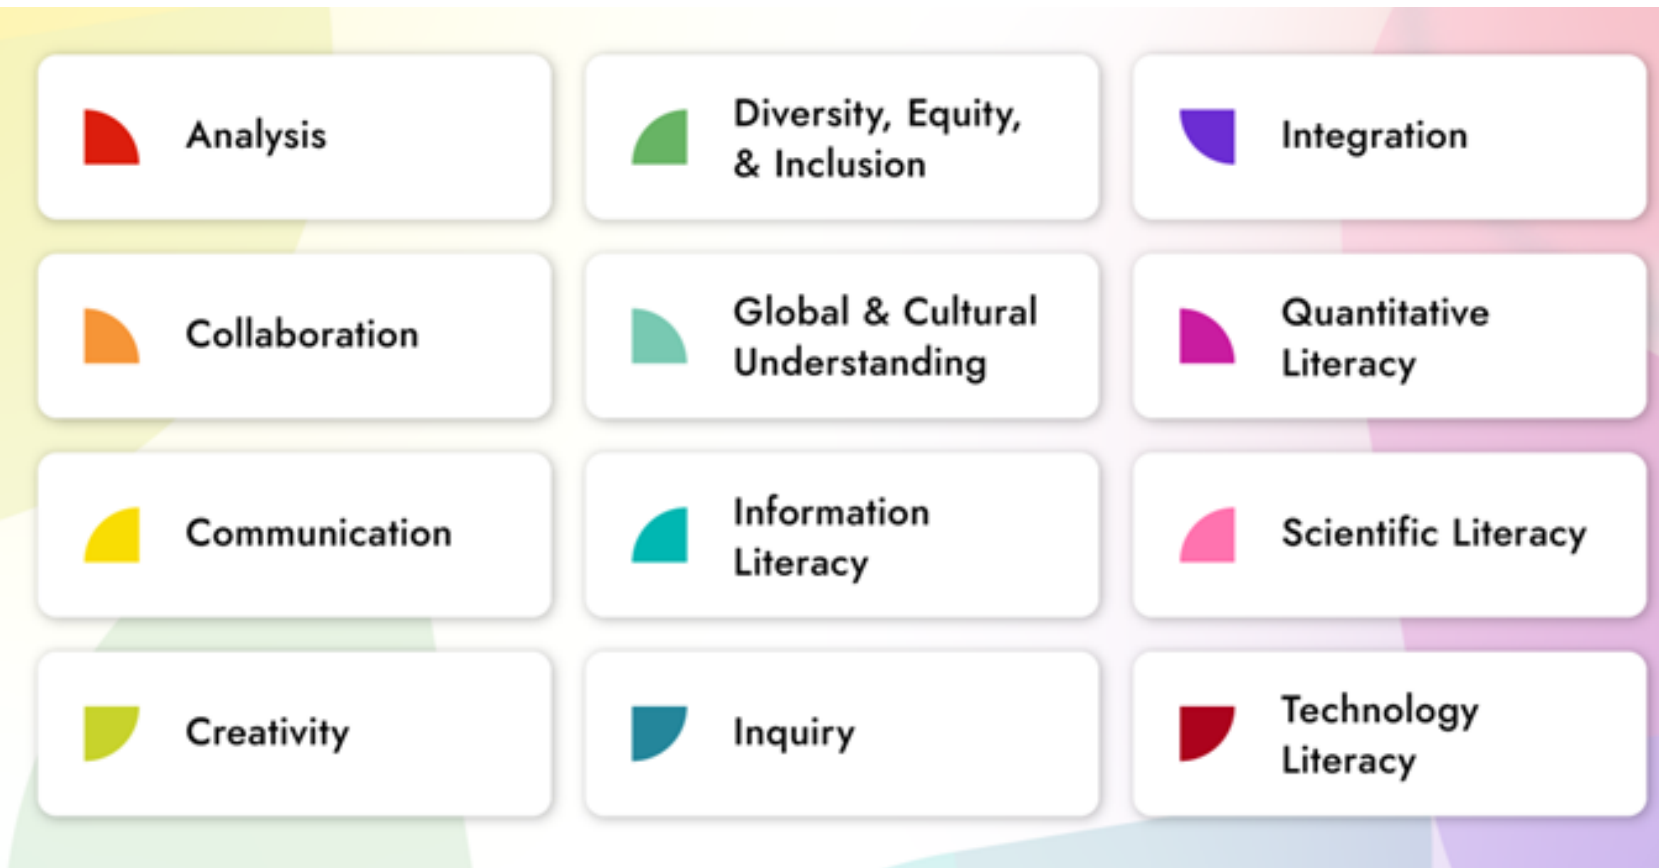 Analysis
Diversity, Equity,
& Inclusion
Integration
Collaboration
Global & Cultural
Understanding
Quantitative
Literacy
Communication
Information
Literacy
Scientific Literacy
Creativity
Inquiry
Technology
Literacy